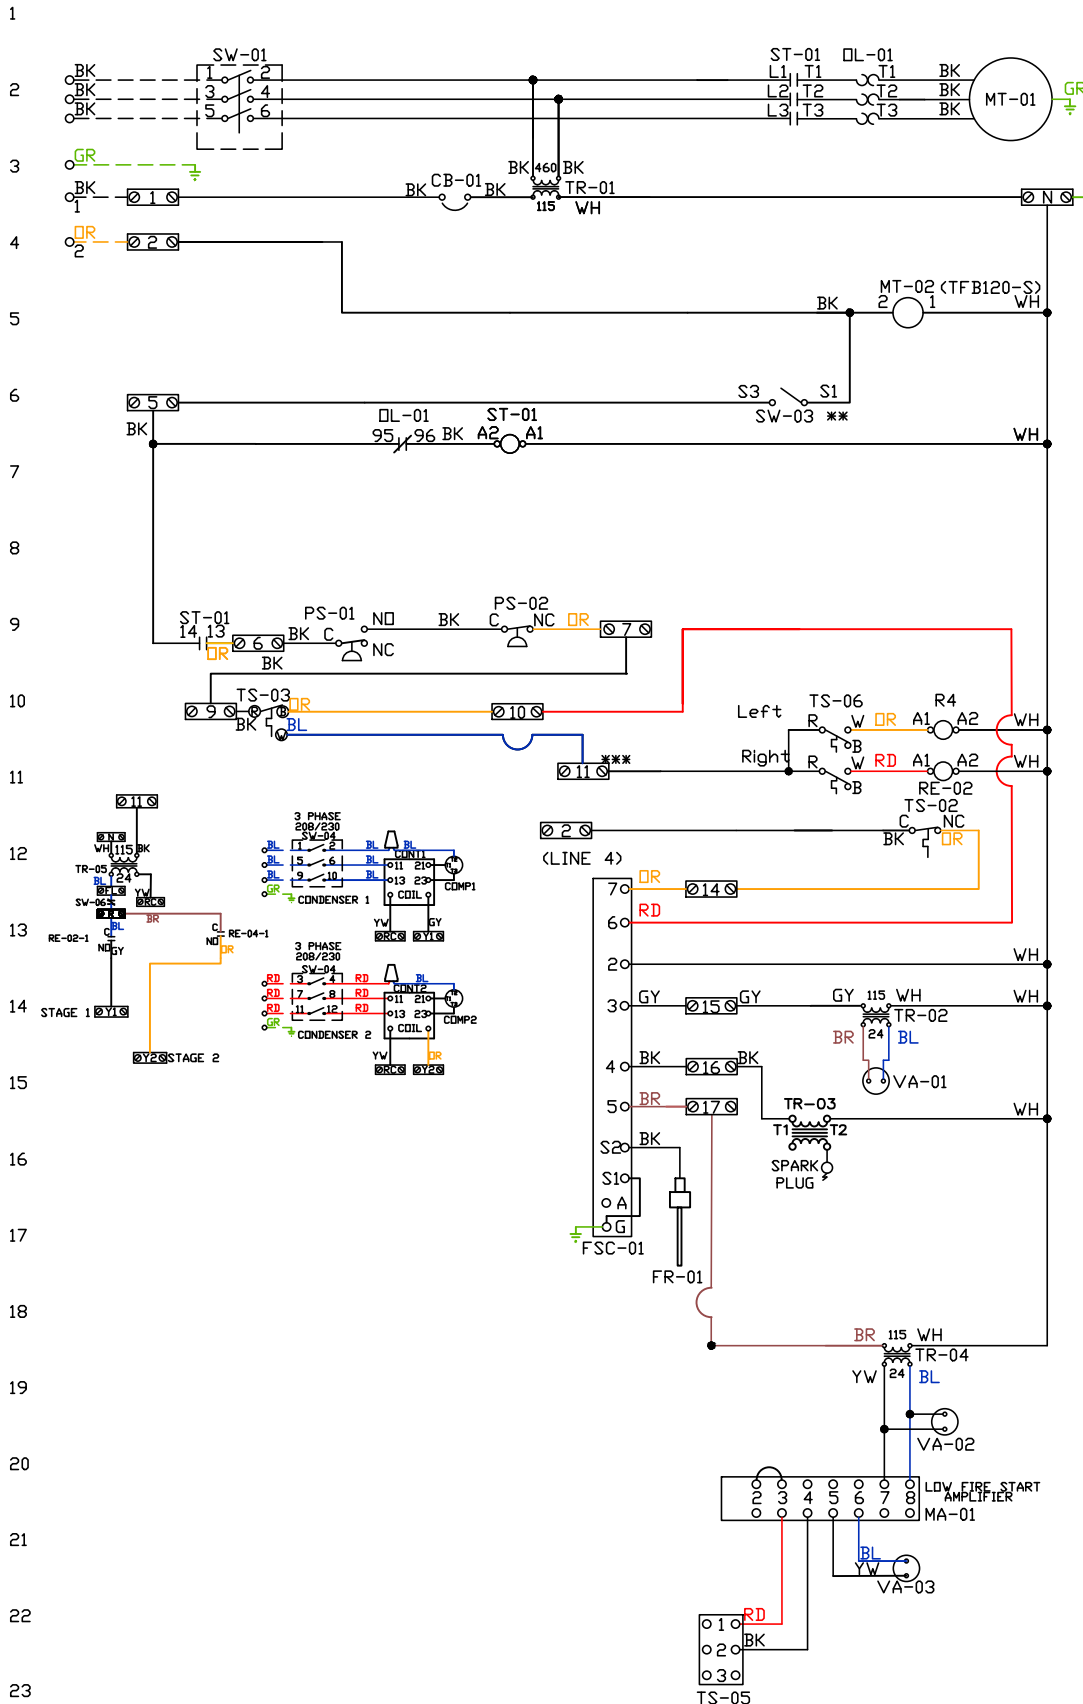 1
SW-01 ST-01 OL-01
BK 1 2 L1 T1 T1 BK
2 BK 3 4 L2 T2 T2 BK MT-01 GR
BK 5 6 L3 T3 T3 BK
3 GR BK 460 BK
BK 1 1 BK CB-01 BK 115 TR-01 WH N
4 OR 2 2
MT-02 (TFB120-S)
5 BK 2 1 WH
6 5 S3 S1
SW-03 **
OL-01 ST-01
BK 95 96 BK A2 A1 WH
7
8
9 ST-01 PS-01 NO BK PS-02 C NC OR 7
14 13 OR 6 BK C NC
BK
10 9 BK TS-03 R B OR 10
W BL
Left TS-06 R W B OR A1 R4 A2 WH
11 11 *** Right R W B RD A1 A2 WH
RE-02
11
N
WH 115 BK
TR-05 24
BL YW
FL RC
SW-06
R BR
BL
RE-02-1 C NO GY
C NO RE-04-1
OR
STAGE 1 Y1
Y2 STAGE 2
3 PHASE
208/230
SW-04
BL 1 2 BL BL
CONT1
BL 5 6 BL 11 21
BL 9 10 BL 13 23 COMP1
GR CONDENSER 1 COIL
YW GY
RC Y1
3 PHASE
208/230
SW-04
RD 3 4 RD BL
CONT2
RD 7 8 RD 11 21
RD 11 12 RD 13 23 COMP2
GR CONDENSER 2 COIL
YW OR
RC Y2
12 2 TS-02
C NC
BK OR
(LINE 4)
7 OR 14
13 6 RD
2 WH
14 3 GY 15 GY GY 115 WH WH
TR-02
BR 24 BL
4 BK 16 BK
15 VA-01
5 BR 17 TR-03 WH
T1 T2
16 S2 BK SPARK
PLUG
S1
A
17 G
FSC-01
FR-01
18
BR 115 WH
TR-04
19 YW 24 BL
VA-02
20
LOW FIRE START
AMPLIFIER
2 3 4 5 6 7 8
MA-01
21
BL
YW
VA-03
22 1 RD
2 BK
3
23 TS-05